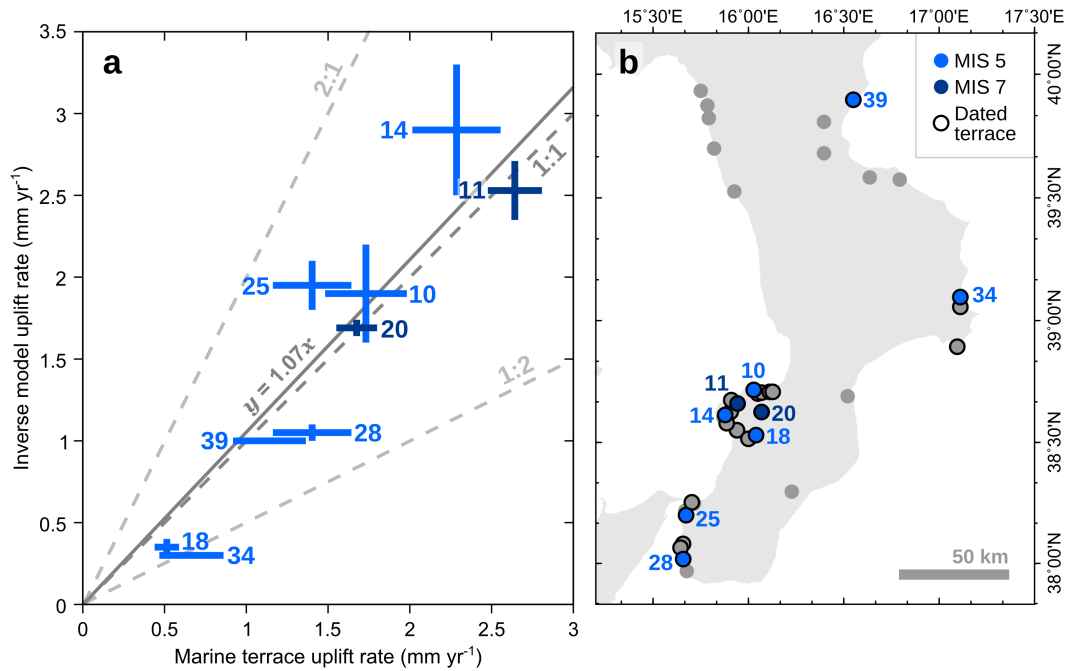 a
3.5
3
2.5
2
1.5
1
0.5
0
Inverse model uplift rate (mm yr⁻¹)
0
0.5
1
1.5
2
2.5
3
Marine terrace uplift rate (mm yr⁻¹)
2:1
1:1
1:2
y = 1.07x
14
11
25
10
20
39
28
18
34
b
15˚30'E
16˚00'E
16˚30'E
17˚00'E
17˚30'E
40˚00'N
39˚30'N
39˚00'N
38˚30'N
38˚00'N
MIS 5
MIS 7
Dated
terrace
39
34
10
11
14
20
18
25
28
50 km